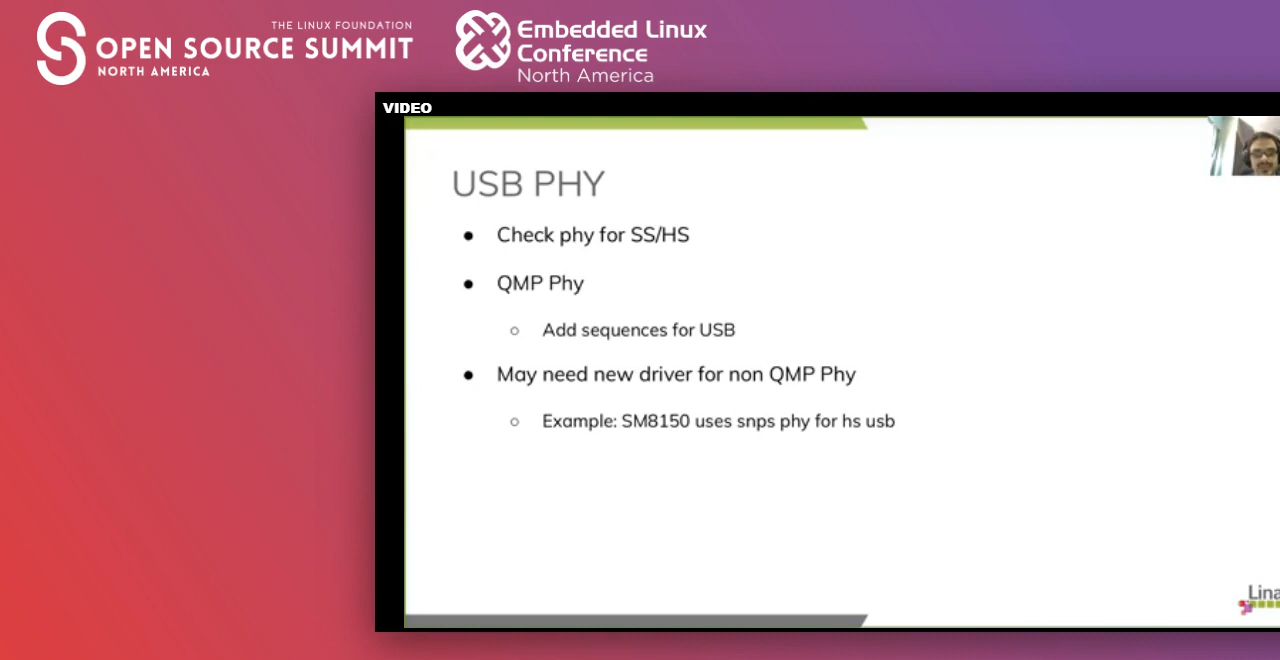 THE LINUX FOUNDATION
OPEN SOURCE SUMMIT
NORTH AMERICA
Embedded Linux
Conference
North America
VIDEO
USB PHY
● Check phy for SS/HS
● QMP Phy
○ Add sequences for USB
● May need new driver for non QMP Phy
○ Example: SM8150 uses snps phy for hs usb
Lina